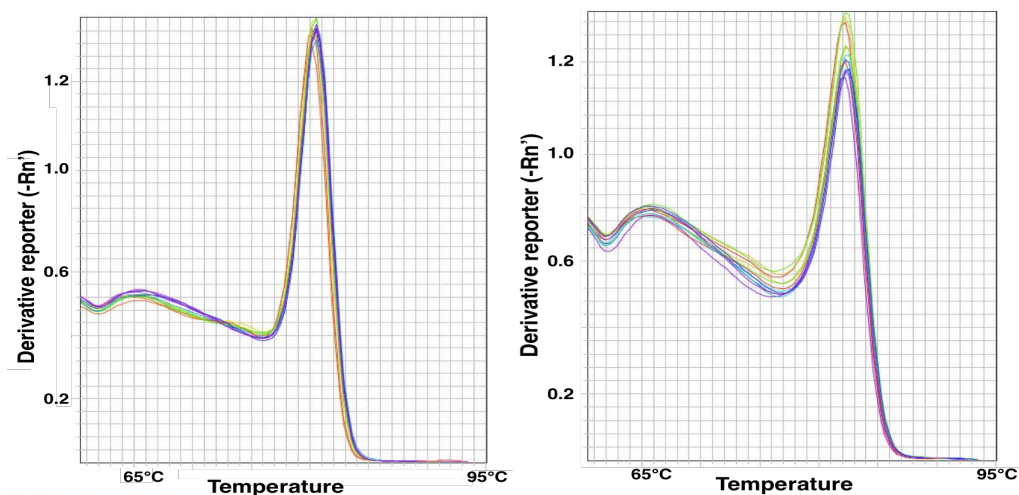 1.2
1.0
0.6
0.2
Derivative reporter (-Rn')
65°C
95°C
Temperature
1.2
1.0
0.6
0.2
Derivative reporter (-Rn')
65°C
95°C
Temperature